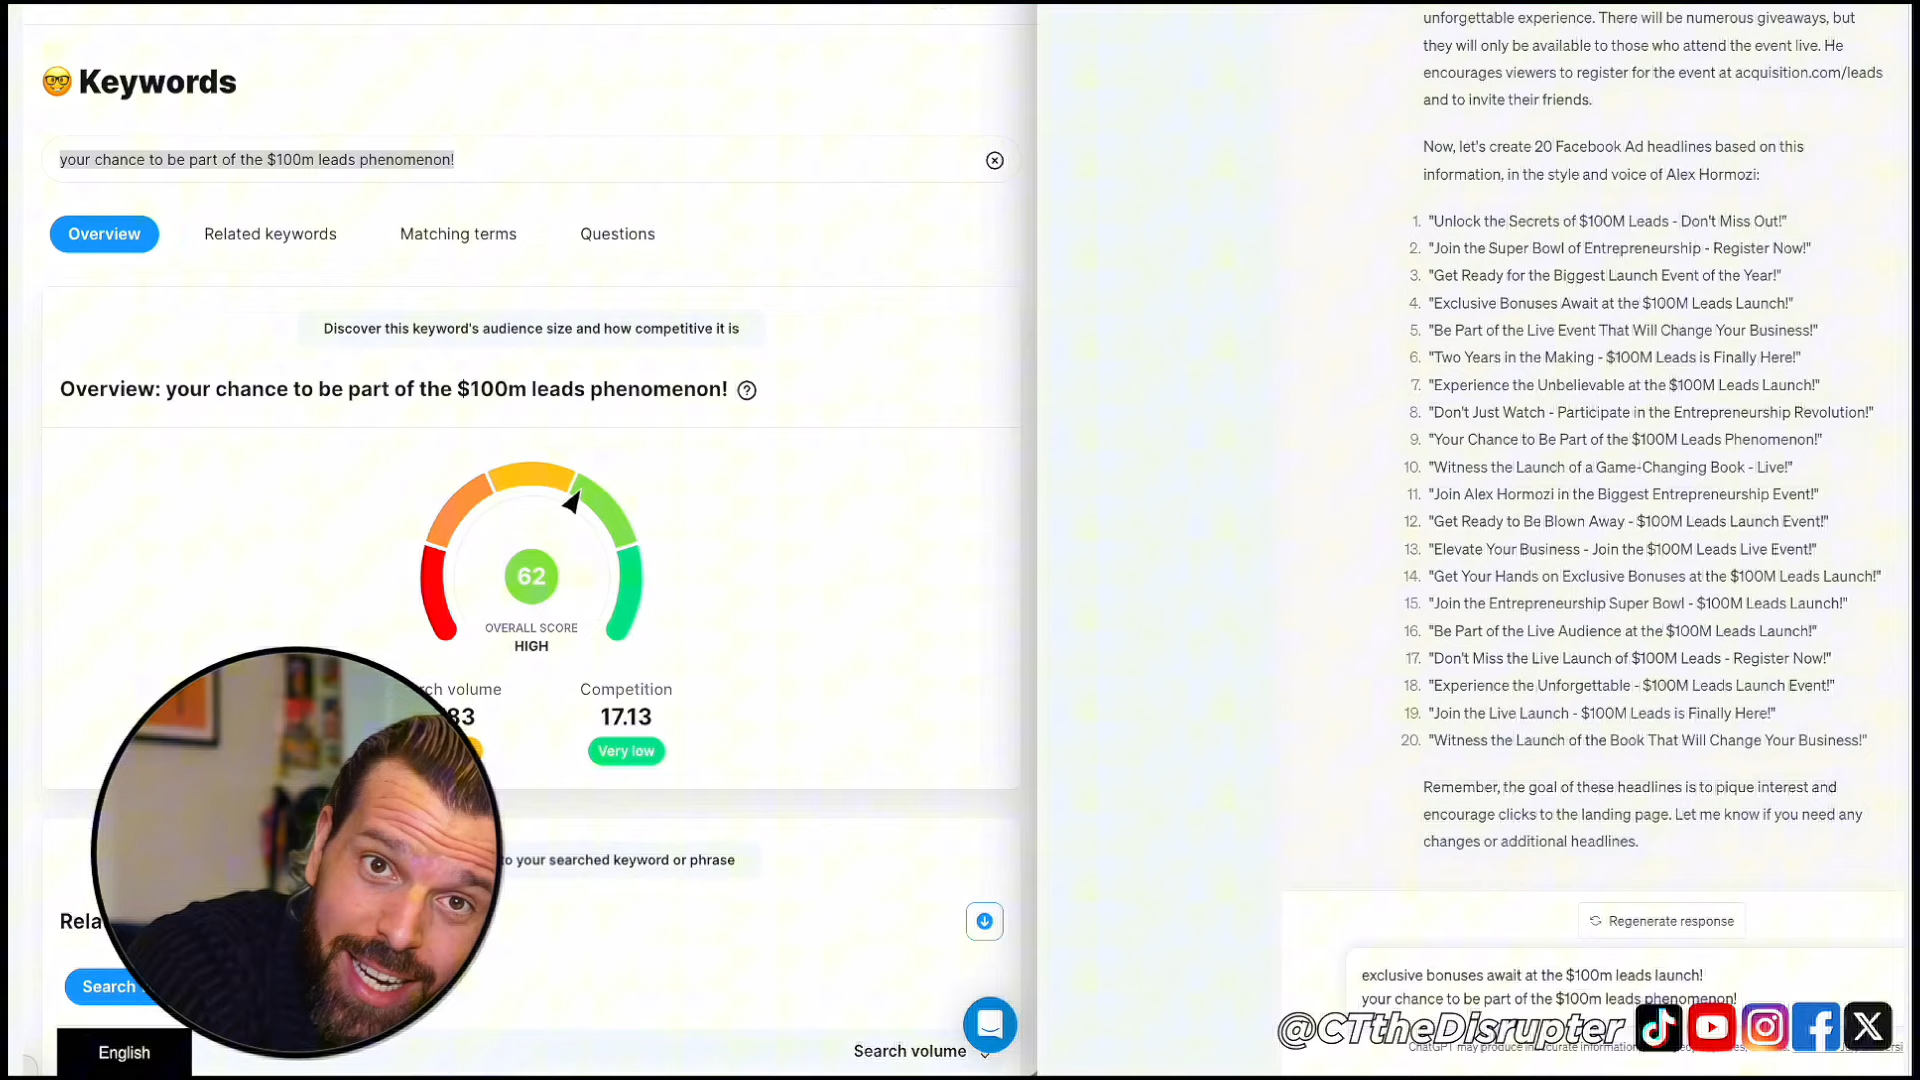 Keywords
your chance to be part of the $100m leads phenomenon!
Overview
Related keywords
Matching terms
Questions
Discover this keyword's audience size and how competitive it is
Overview: your chance to be part of the $100m leads phenomenon!
62
OVERALL SCORE
HIGH
volume
Competition
17.13
Very low
to your searched keyword or phrase
Search
English
Search volume
unforgettable experience. There will be numerous giveaways, but
they will only be available to those who attend the event live. He
encourages viewers to register for the event at acquisition.com/leads
and to invite their friends.
Now, let's create 20 Facebook Ad headlines based on this
information, in the style and voice of Alex Hormozi:
1. "Unlock the Secrets of $100M Leads - Don't Miss Out!"
2. "Join the Super Bowl of Entrepreneurship - Register Now!"
3. "Get Ready for the Biggest Launch Event of the Year!"
4. "Exclusive Bonuses Await at the $100M Leads Launch!"
5. "Be Part of the Live Event That Will Change Your Business!"
6. "Two Years in the Making - $100M Leads is Finally Here!"
7. "Experience the Unbelievable at the $100M Leads Launch!"
8. "Don't Just Watch - Participate in the Entrepreneurship Revolution!"
9. "Your Chance to Be Part of the $100M Leads Phenomenon!"
10. "Witness the Launch of a Game-Changing Book - Live!"
11. "Join Alex Hormozi in the Biggest Entrepreneurship Event!"
12. "Get Ready to Be Blown Away - $100M Leads Launch Event!"
13. "Elevate Your Business - Join the $100M Leads Live Event!"
14. "Get Your Hands on Exclusive Bonuses at the $100M Leads Launch!"
15. "Join the Entrepreneurship Super Bowl - $100M Leads Launch!"
16. "Be Part of the Live Audience at the $100M Leads Launch!"
17. "Don't Miss the Live Launch of $100M Leads - Register Now!"
18. "Experience the Unforgettable - $100M Leads Launch Event!"
19. "Join the Live Launch - $100M Leads is Finally Here!"
20. "Witness the Launch of the Book That Will Change Your Business!"
Remember, the goal of these headlines is to pique interest and
encourage clicks to the landing page. Let me know if you need any
changes or additional headlines.
Regenerate response
exclusive bonuses await at the $100m leads launch!
your chance to be part of the $100m leads phenomenon!
@CTtheDisrupter
ChatGPT may produce inaccurate information